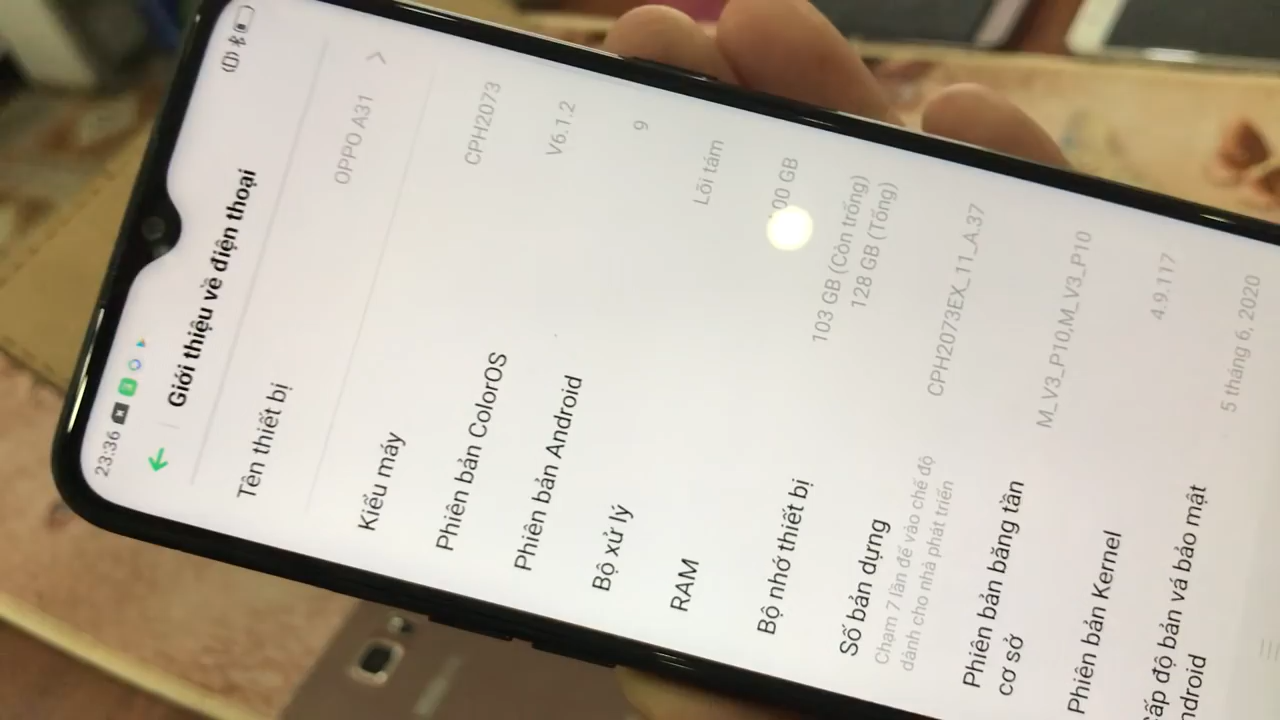 23:36
Giới thiệu về điện thoại
Tên thiết bị
OPPO A31
Kiểu máy
CPH2073
Phiên bản ColorOS
V6.1.2
Phiên bản Android
9
Bộ xử lý
Lõi tám
RAM
00 GB
Bộ nhớ thiết bị
103 GB (Còn trống)
128 GB (Tổng)
Số bản dựng
CPH2073EX_11_A.37
Chạm 7 lần để vào chế độ
dành cho nhà phát triển
Phiên bản băng tần
cơ sở
M_V3_P10,M_V3_P10
Phiên bản Kernel
4.9.117
ấp độ bản vá bảo mật
ndroid
5 tháng 6, 2020